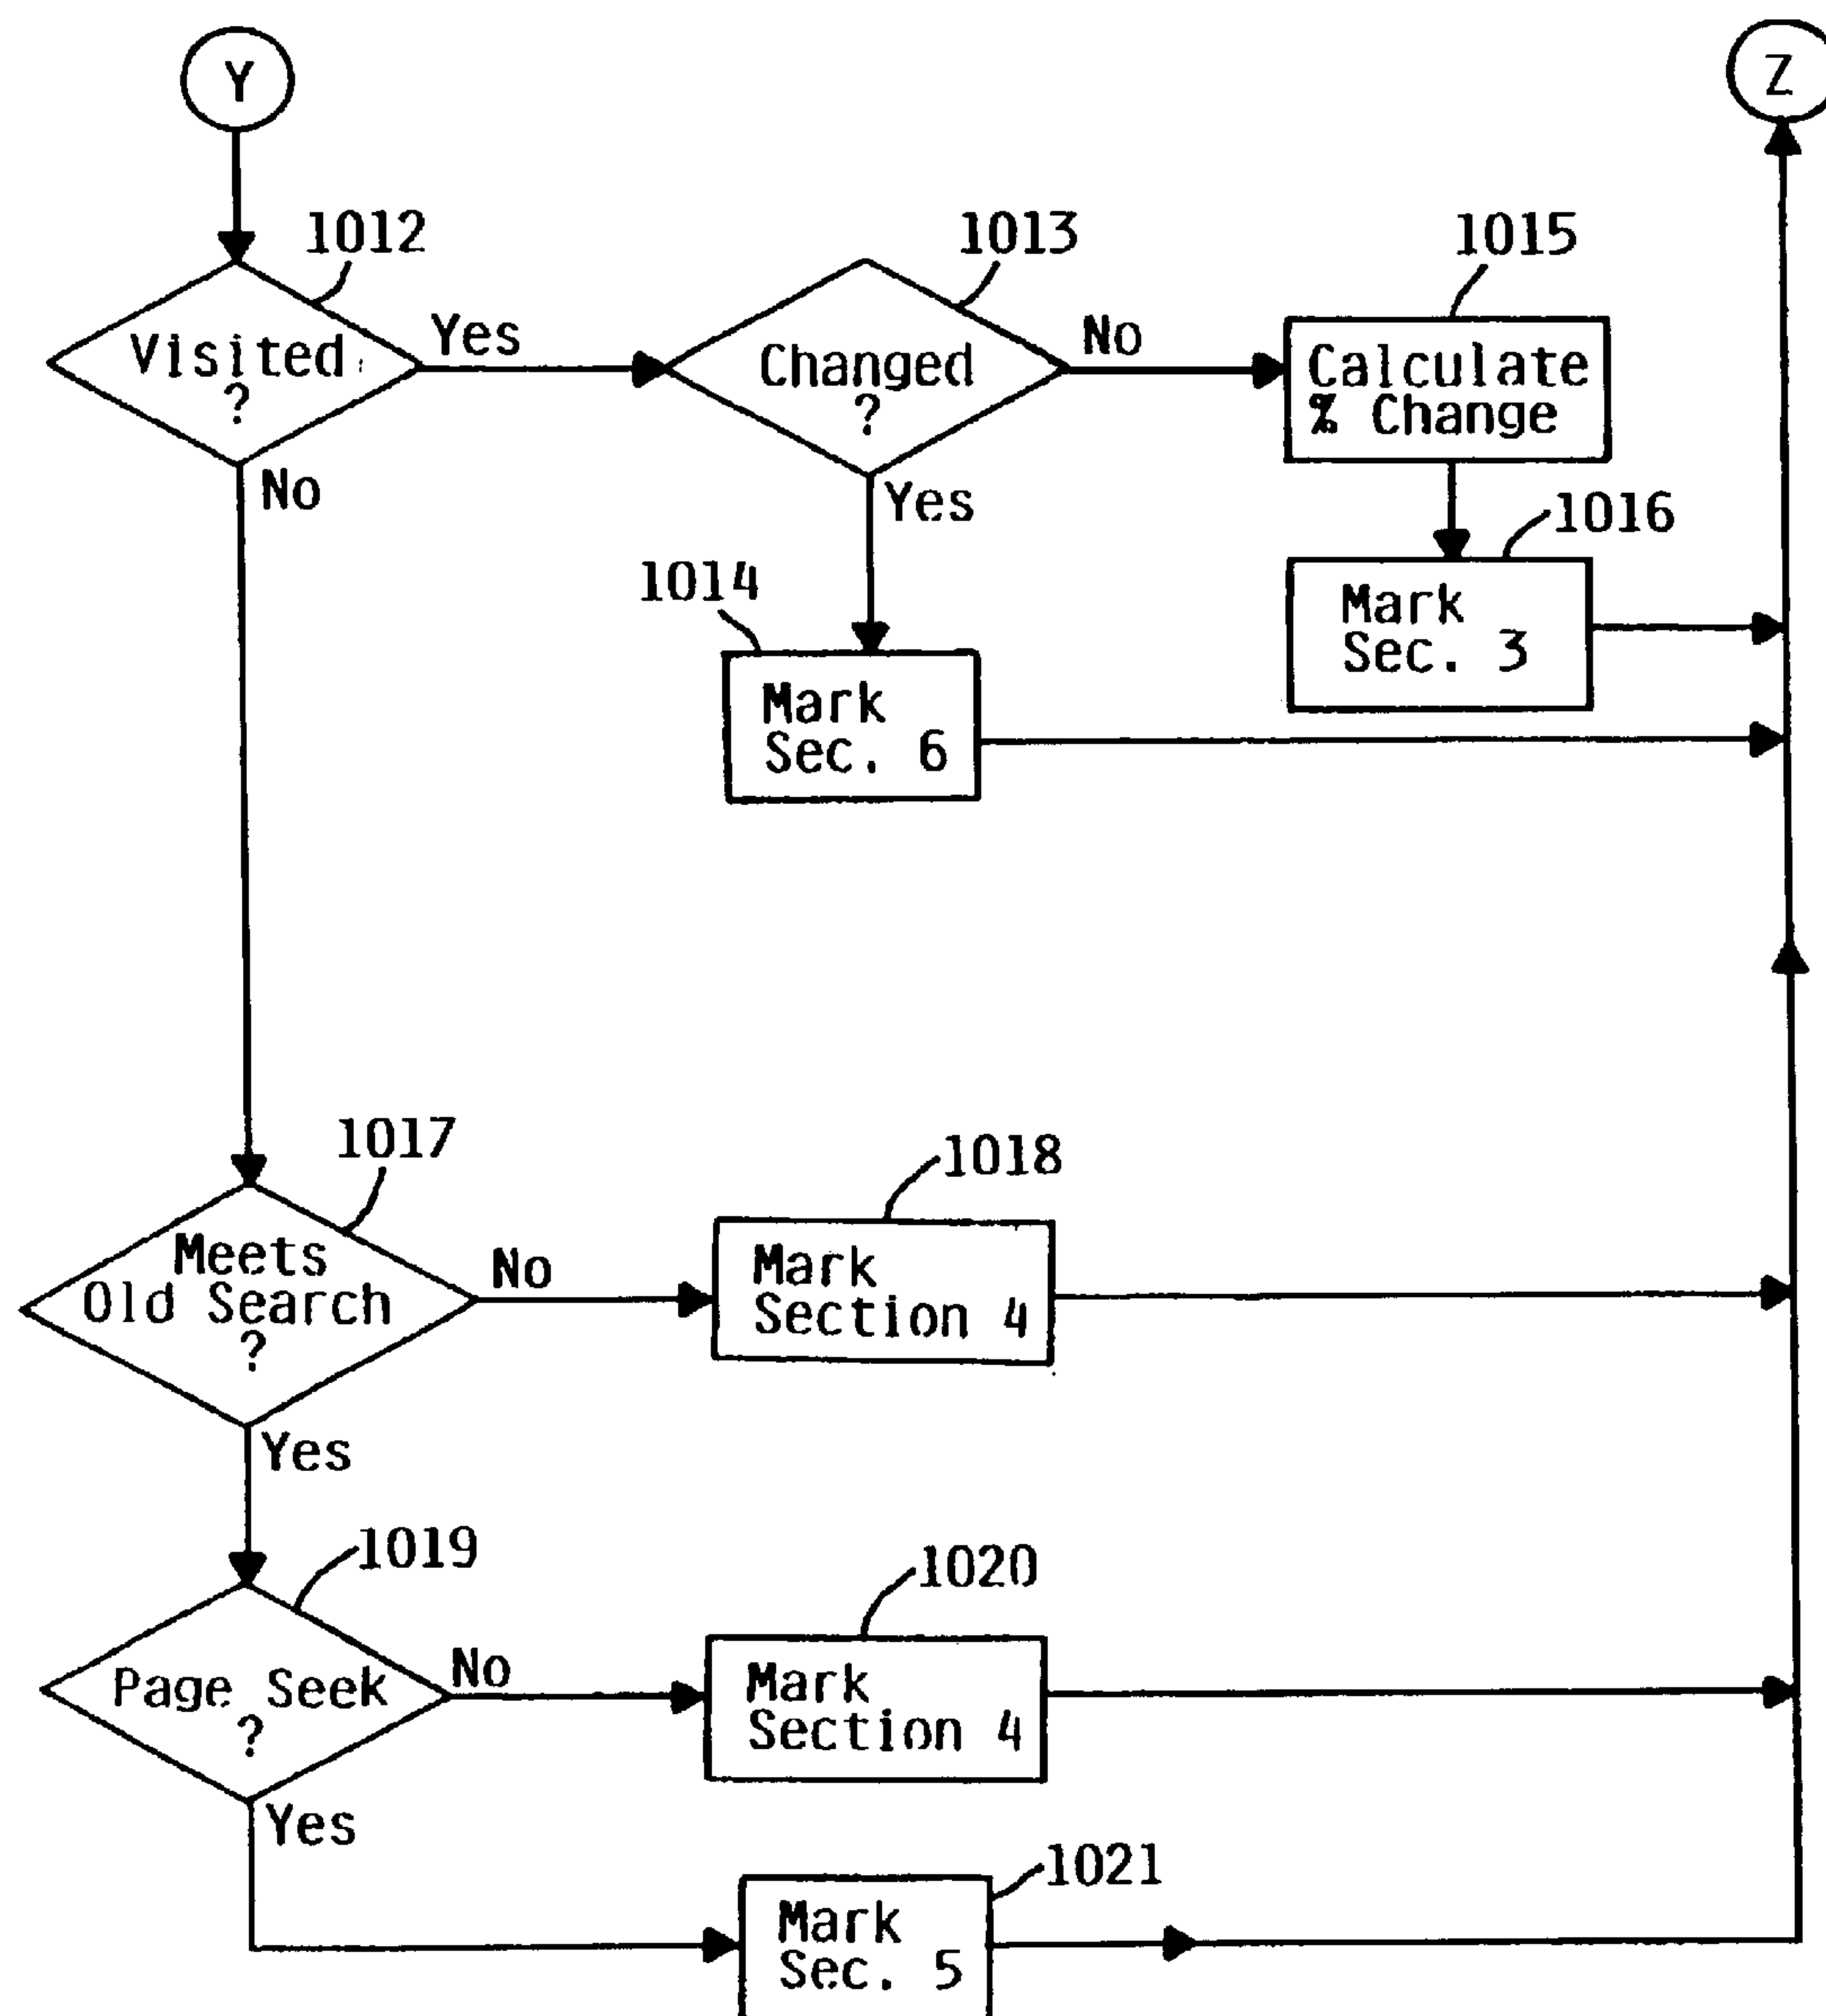 Y
Z
1012
1013
1015
Visited
?
Yes
No
Changed
?
No
Yes
Calculate
% Change
1016
Mark
Sec. 3
1014
Mark
Sec. 6
1017
Meets
Old Search
?
No
Yes
1018
Mark
Section 4
1019
Page Seek
?
No
Yes
1020
Mark
Section 4
1021
Mark
Sec. 5